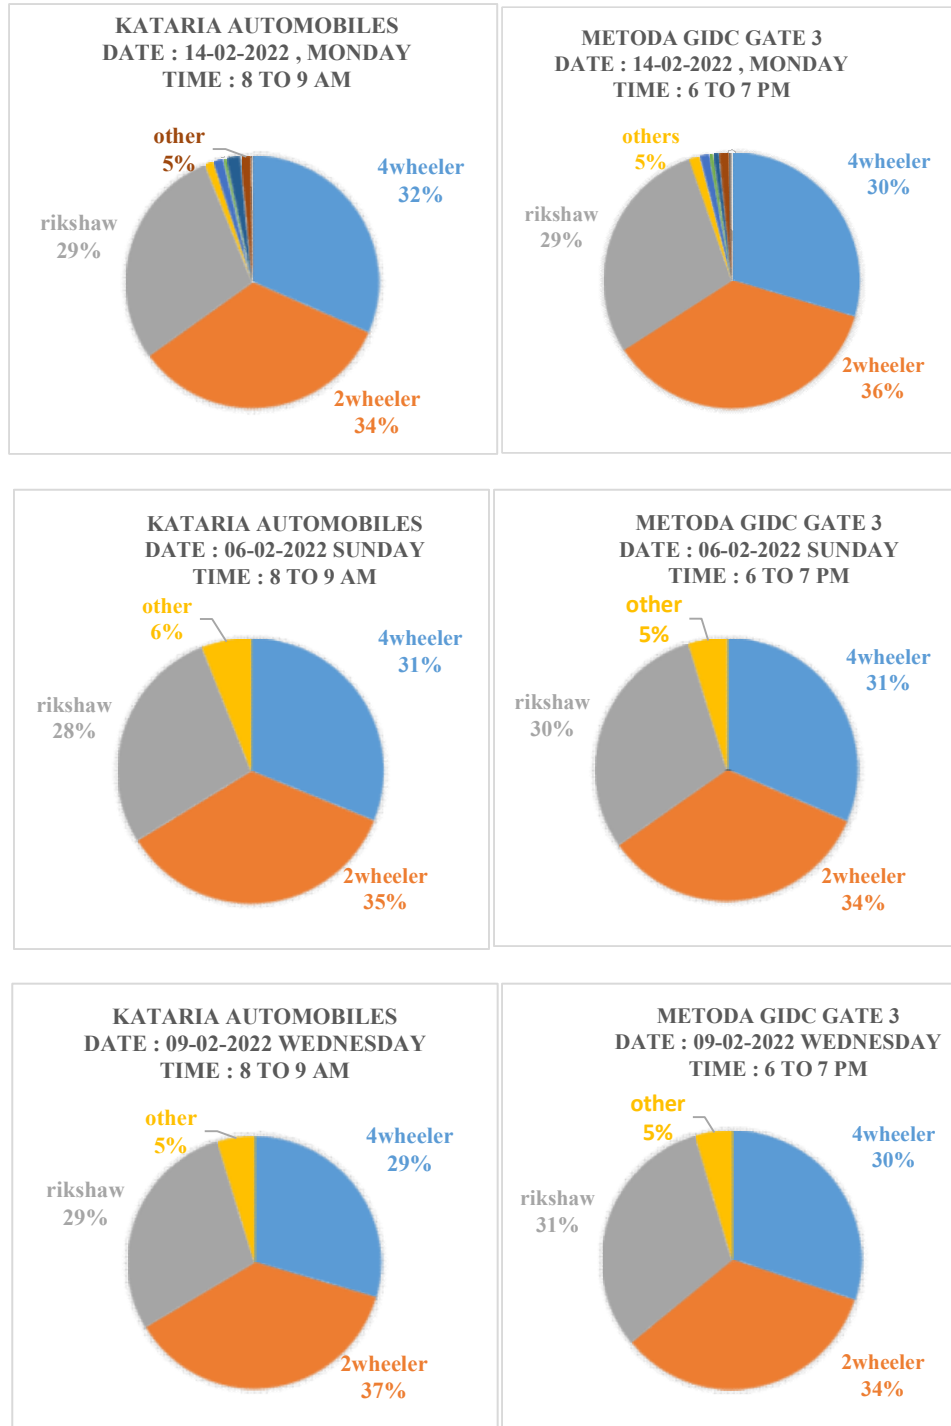 KATARIA AUTOMOBILES
DATE : 14-02-2022 , MONDAY
TIME : 8 TO 9 AM
other
5%
4wheeler
32%
rikshaw
29%
2wheeler
34%
METODA GIDC GATE 3
DATE : 14-02-2022 , MONDAY
TIME : 6 TO 7 PM
others
5%
4wheeler
30%
rikshaw
29%
2wheeler
36%
KATARIA AUTOMOBILES
DATE : 06-02-2022 SUNDAY
TIME : 8 TO 9 AM
other
6%
4wheeler
31%
rikshaw
28%
2wheeler
35%
METODA GIDC GATE 3
DATE : 06-02-2022 SUNDAY
TIME : 6 TO 7 PM
other
5%
4wheeler
31%
rikshaw
30%
2wheeler
34%
KATARIA AUTOMOBILES
DATE : 09-02-2022 WEDNESDAY
TIME : 8 TO 9 AM
other
5%
4wheeler
29%
rikshaw
29%
2wheeler
37%
METODA GIDC GATE 3
DATE : 09-02-2022 WEDNESDAY
TIME : 6 TO 7 PM
other
5%
4wheeler
30%
rikshaw
31%
2wheeler
34%